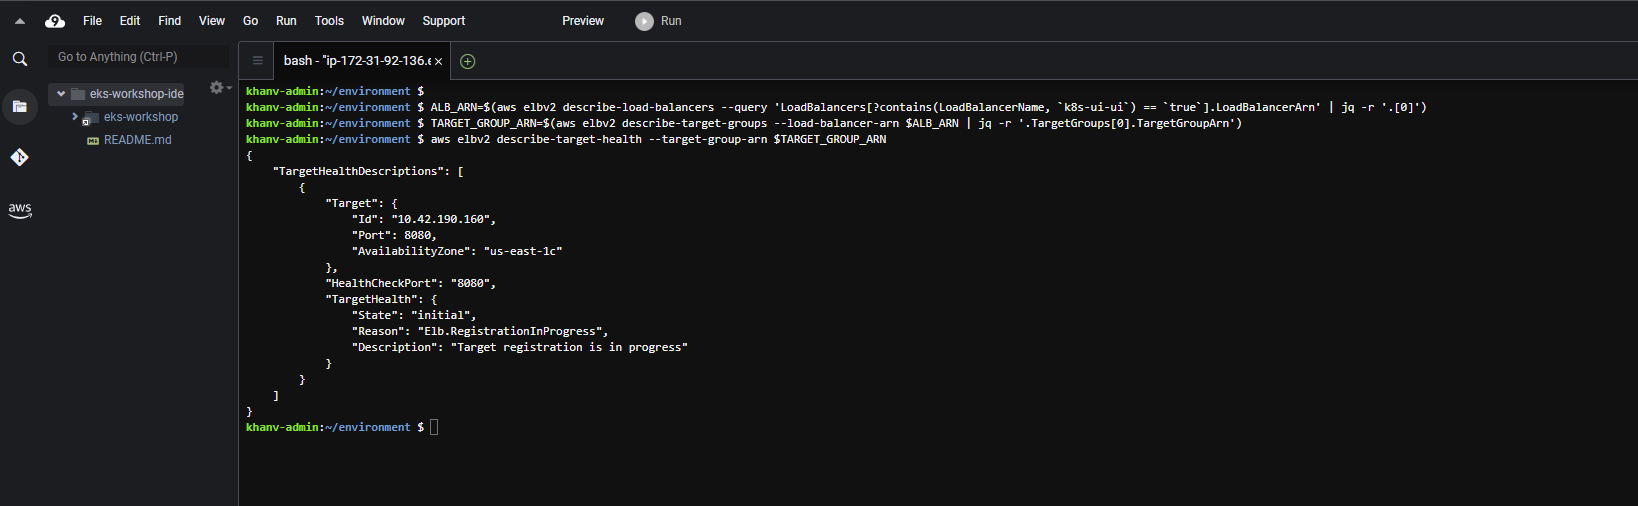 9 File Edit Find View Go Run Tools Window Support Preview Run
Go to Anything (Ctrl-P)
bash - "ip-172-31-92-136.e ×
eks-workshop-ide
eks-workshop
README.md
aws
khanv-admin:~/environment $
khanv-admin:~/environment $ ALB_ARN=$(aws elbv2 describe-load-balancers --query 'LoadBalancers[?contains(LoadBalancerName, `k8s-ui-ui`) == `true`].LoadBalancerArn' | jq -r '.[0]')
khanv-admin:~/environment $ TARGET_GROUP_ARN=$(aws elbv2 describe-target-groups --load-balancer-arn $ALB_ARN | jq -r '.TargetGroups[0].TargetGroupArn')
khanv-admin:~/environment $ aws elbv2 describe-target-health --target-group-arn $TARGET_GROUP_ARN
{
    "TargetHealthDescriptions": [
        {
            "Target": {
                "Id": "10.42.190.160",
                "Port": 8080,
                "AvailabilityZone": "us-east-1c"
            },
            "HealthCheckPort": "8080",
            "TargetHealth": {
                "State": "initial",
                "Reason": "Elb.RegistrationInProgress",
                "Description": "Target registration is in progress"
            }
        }
    ]
}
khanv-admin:~/environment $